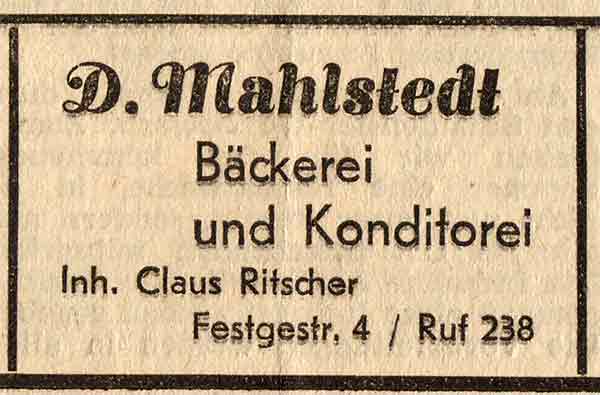 D. Mahlstedt
Bäckerei
und Konditorei
Inh. Claus Ritscher
Festgestr. 4 / Ruf 238